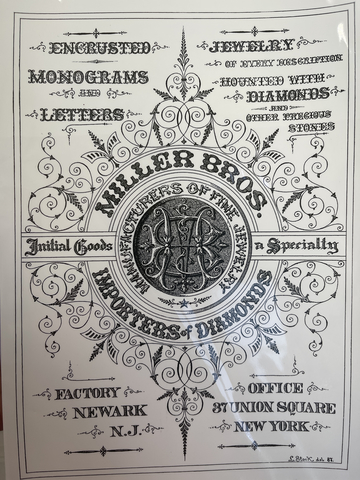 ENCRUSTED
MONOGRAMS
AND
LETTERS
JEWELRY
OF EVERY DESCRIPTION
MOUNTED WITH
DIAMONDS
AND
OTHER PRECIOUS
STONES
MILLER BROS.
MANUFACTURERS OF FINE JEWELRY
Initial Goods
a Specialty
IMPORTERS of DIAMONDS
FACTORY
NEWARK
N.J.
OFFICE
37 UNION SQUARE
NEW YORK